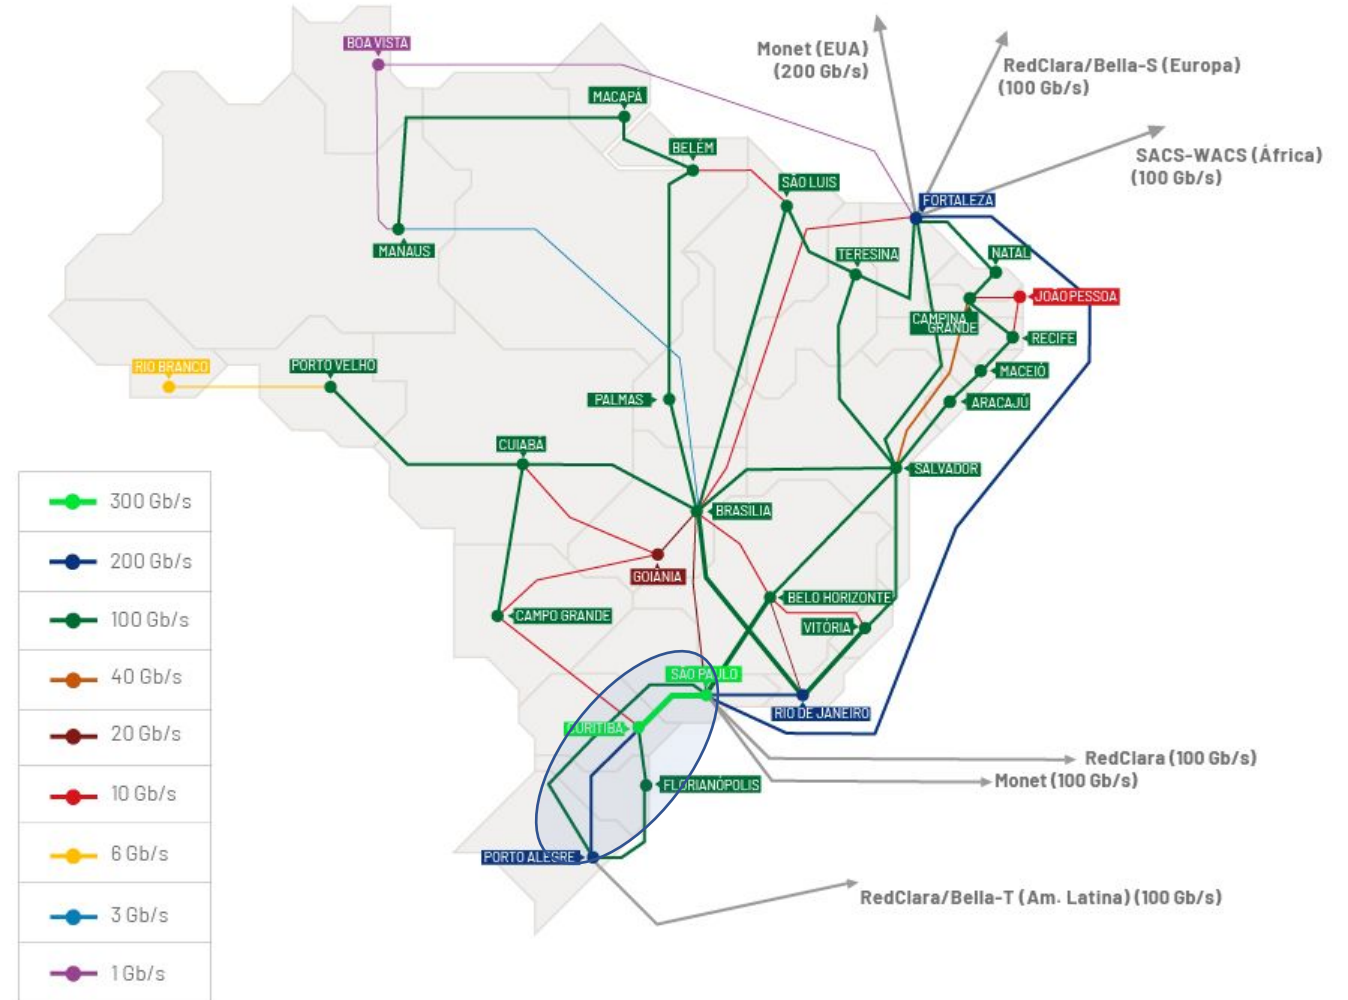 BOA VISTA
Monet (EUA)
(200 Gb/s)
RedClara/Bella-S (Europa)
(100 Gb/s)
MACAPÁ
BELÉM
SACS-WACS (África)
(100 Gb/s)
SÃO LUIS
FORTALEZA
MANAUS
TERESINA
NATAL
JOÃO PESSOA
CAMPINA
GRANDE
RECIFE
RIO BRANCO
PORTO VELHO
MACEIÓ
PALMAS
ARACAJÚ
CUIABÁ
SALVADOR
BRASILIA
GOIÂNIA
BELO HORIZONTE
CAMPO GRANDE
VITÓRIA
SÃO PAULO
RIO DE JANEIRO
CURITIBA
RedClara (100 Gb/s)
Monet (100 Gb/s)
FLORIANÓPOLIS
PORTO ALEGRE
RedClara/Bella-T (Am. Latina) (100 Gb/s)
300 Gb/s
200 Gb/s
100 Gb/s
40 Gb/s
20 Gb/s
10 Gb/s
6 Gb/s
3 Gb/s
1 Gb/s